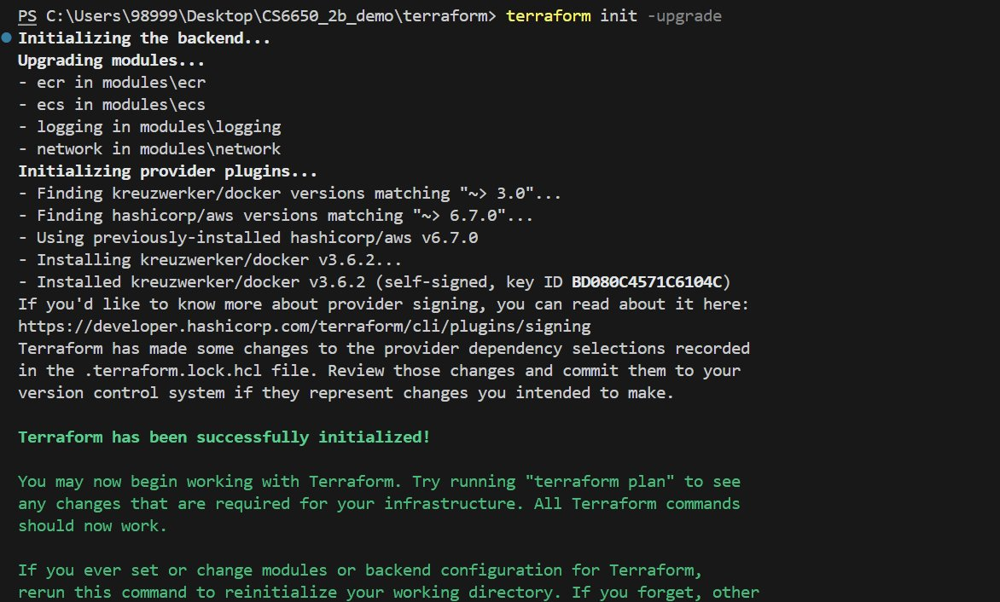 PS C:\Users\98999\Desktop\CS6650_2b_demo\terraform> terraform init -upgrade
Initializing the backend...
Upgrading modules...
- ecr in modules\ecr
- ecs in modules\ecs
- logging in modules\logging
- network in modules\network
Initializing provider plugins...
- Finding kreuzwerker/docker versions matching "~> 3.0"...
- Finding hashicorp/aws versions matching "~> 6.7.0"...
- Using previously-installed hashicorp/aws v6.7.0
- Installing kreuzwerker/docker v3.6.2...
- Installed kreuzwerker/docker v3.6.2 (self-signed, key ID BD080C4571C6104C)
If you'd like to know more about provider signing, you can read about it here:
https://developer.hashicorp.com/terraform/cli/plugins/signing
Terraform has made some changes to the provider dependency selections recorded
in the .terraform.lock.hcl file. Review those changes and commit them to your
version control system if they represent changes you intended to make.

Terraform has been successfully initialized!

You may now begin working with Terraform. Try running "terraform plan" to see
any changes that are required for your infrastructure. All Terraform commands
should now work.

If you ever set or change modules or backend configuration for Terraform,
rerun this command to reinitialize your working directory. If you forget, other